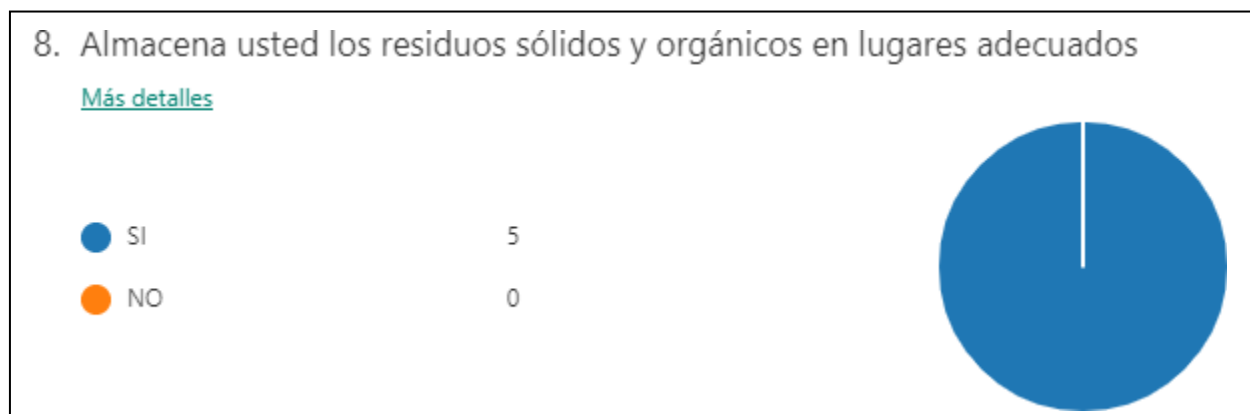 8. Almacena usted los residuos sólidos y orgánicos en lugares adecuados
Más detalles
SI 5
NO 0